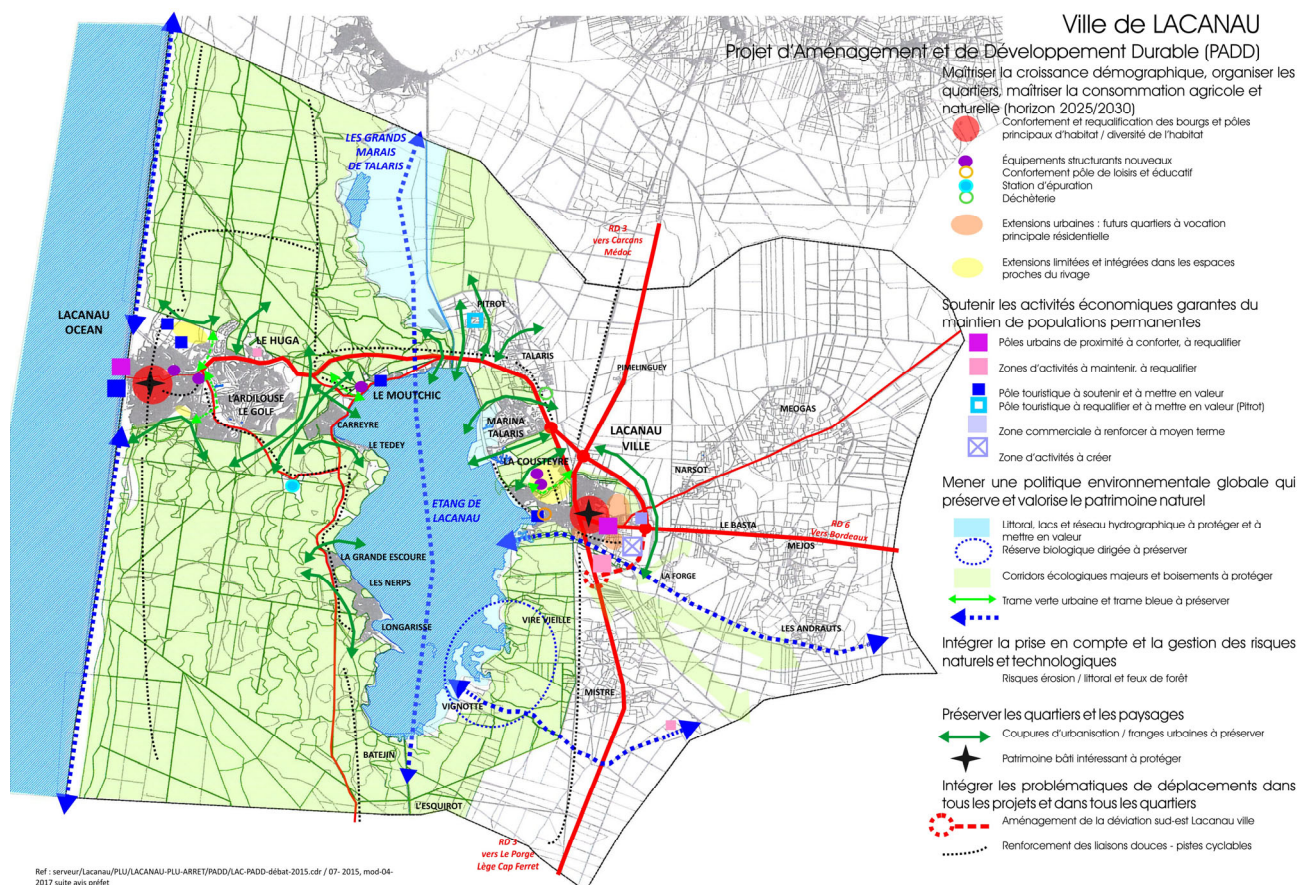 Ville de LACANAU
Projet d'Aménagement et de Développement Durable (PADD)
Maîtriser la croissance démographique, organiser les
quartiers, maîtriser la consommation agricole et
naturelle (horizon 2025/2030)
Confortement et requalification des bourgs et pôles
principaux d'habitat / diversité de l'habitat
Équipements structurants nouveaux
Confortement pôle de loisirs et éducatif
Station d'épuration
Déchèterie
Extensions urbaines : futurs quartiers à vocation
principale résidentielle
Extensions limitées et intégrées dans les espaces
proches du rivage
Soutenir les activités économiques garantes du
maintien de populations permanentes
Pôles urbains de proximité à conforter, à requalifier
Zones d'activités à maintenir, à requalifier
Pôle touristique à soutenir et à mettre en valeur
Pôle touristique à requalifier et à mettre en valeur (Pitrot)
Zone commerciale à renforcer à moyen terme
Zone d'activités à créer
Mener une politique environnementale globale qui
préserve et valorise le patrimoine naturel
Littoral, lacs et réseau hydrographique à protéger et à
mettre en valeur
Réserve biologique dirigée à préserver
Corridors écologiques majeurs et boisements à protéger
Trame verte urbaine et trame bleue à préserver
Intégrer la prise en compte et la gestion des risques
naturels et technologiques
Risques érosion / littoral et feux de forêt
Préserver les quartiers et les paysages
Coupures d'urbanisation / franges urbaines à préserver
Patrimoine bâti intéressant à protéger
Intégrer les problématiques de déplacements dans
tous les projets et dans tous les quartiers
Aménagement de la déviation sud-est Lacanau ville
Renforcement des liaisons douces - pistes cyclables
LES GRANDS
MARAIS
DE TALARIS
RD 3
vers Carcans
Médoc
LACANAU
OCEAN
PITROT
LE HUGA
TALARIS
PIMELINGUEY
L'ARDILOUSE
LE GOLF
LE MOUTCHIC
MEOGAS
CARREYRE
MARINA
TALARIS
LACANAU
VILLE
LE TEDEY
LA COUSTEYRE
NARSOT
ETANG DE
LACANAU
LE BASTA
RD 6
Vers Bordeaux
MEJOS
LA GRANDE ESCOURE
LA FORGE
LES NERPS
LONGARISSE
VIRE VIEILLE
LES ANDRAUTS
MISTRE
VIGNOTTE
BATEJIN
L'ESQUIROT
RD 3
vers Le Porge
Lège Cap Ferret
Ref : serveur/Lacanau/PLU/LACANAU-PLU-ARRET/PADD/LAC-PADD-débat-2015.cdr / 07- 2015, mod-04-
2017 suite avis préfet